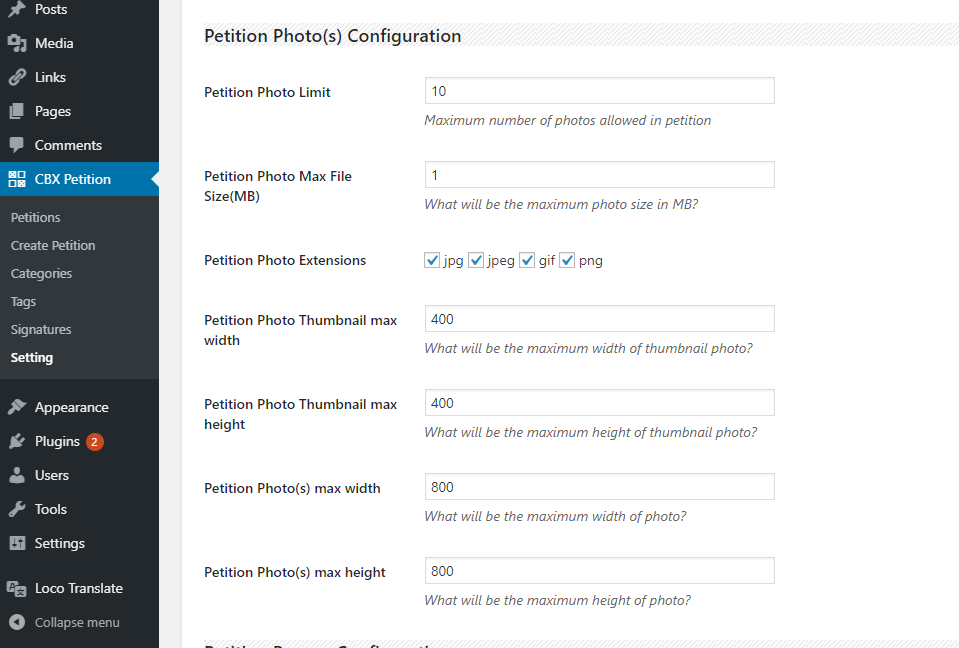 Posts
Media
Links
Pages
Comments
CBX Petition
Petitions
Create Petition
Categories
Tags
Signatures
Setting
Appearance
Plugins 2
Users
Tools
Settings
Loco Translate
Collapse menu
Petition Photo(s) Configuration
Petition Photo Limit
10
Maximum number of photos allowed in petition
Petition Photo Max File
Size(MB)
1
What will be the maximum photo size in MB?
Petition Photo Extensions
jpg jpeg gif png
Petition Photo Thumbnail max
width
400
What will be the maximum width of thumbnail photo?
Petition Photo Thumbnail max
height
400
What will be the maximum height of thumbnail photo?
Petition Photo(s) max width
800
What will be the maximum width of photo?
Petition Photo(s) max height
800
What will be the maximum height of photo?